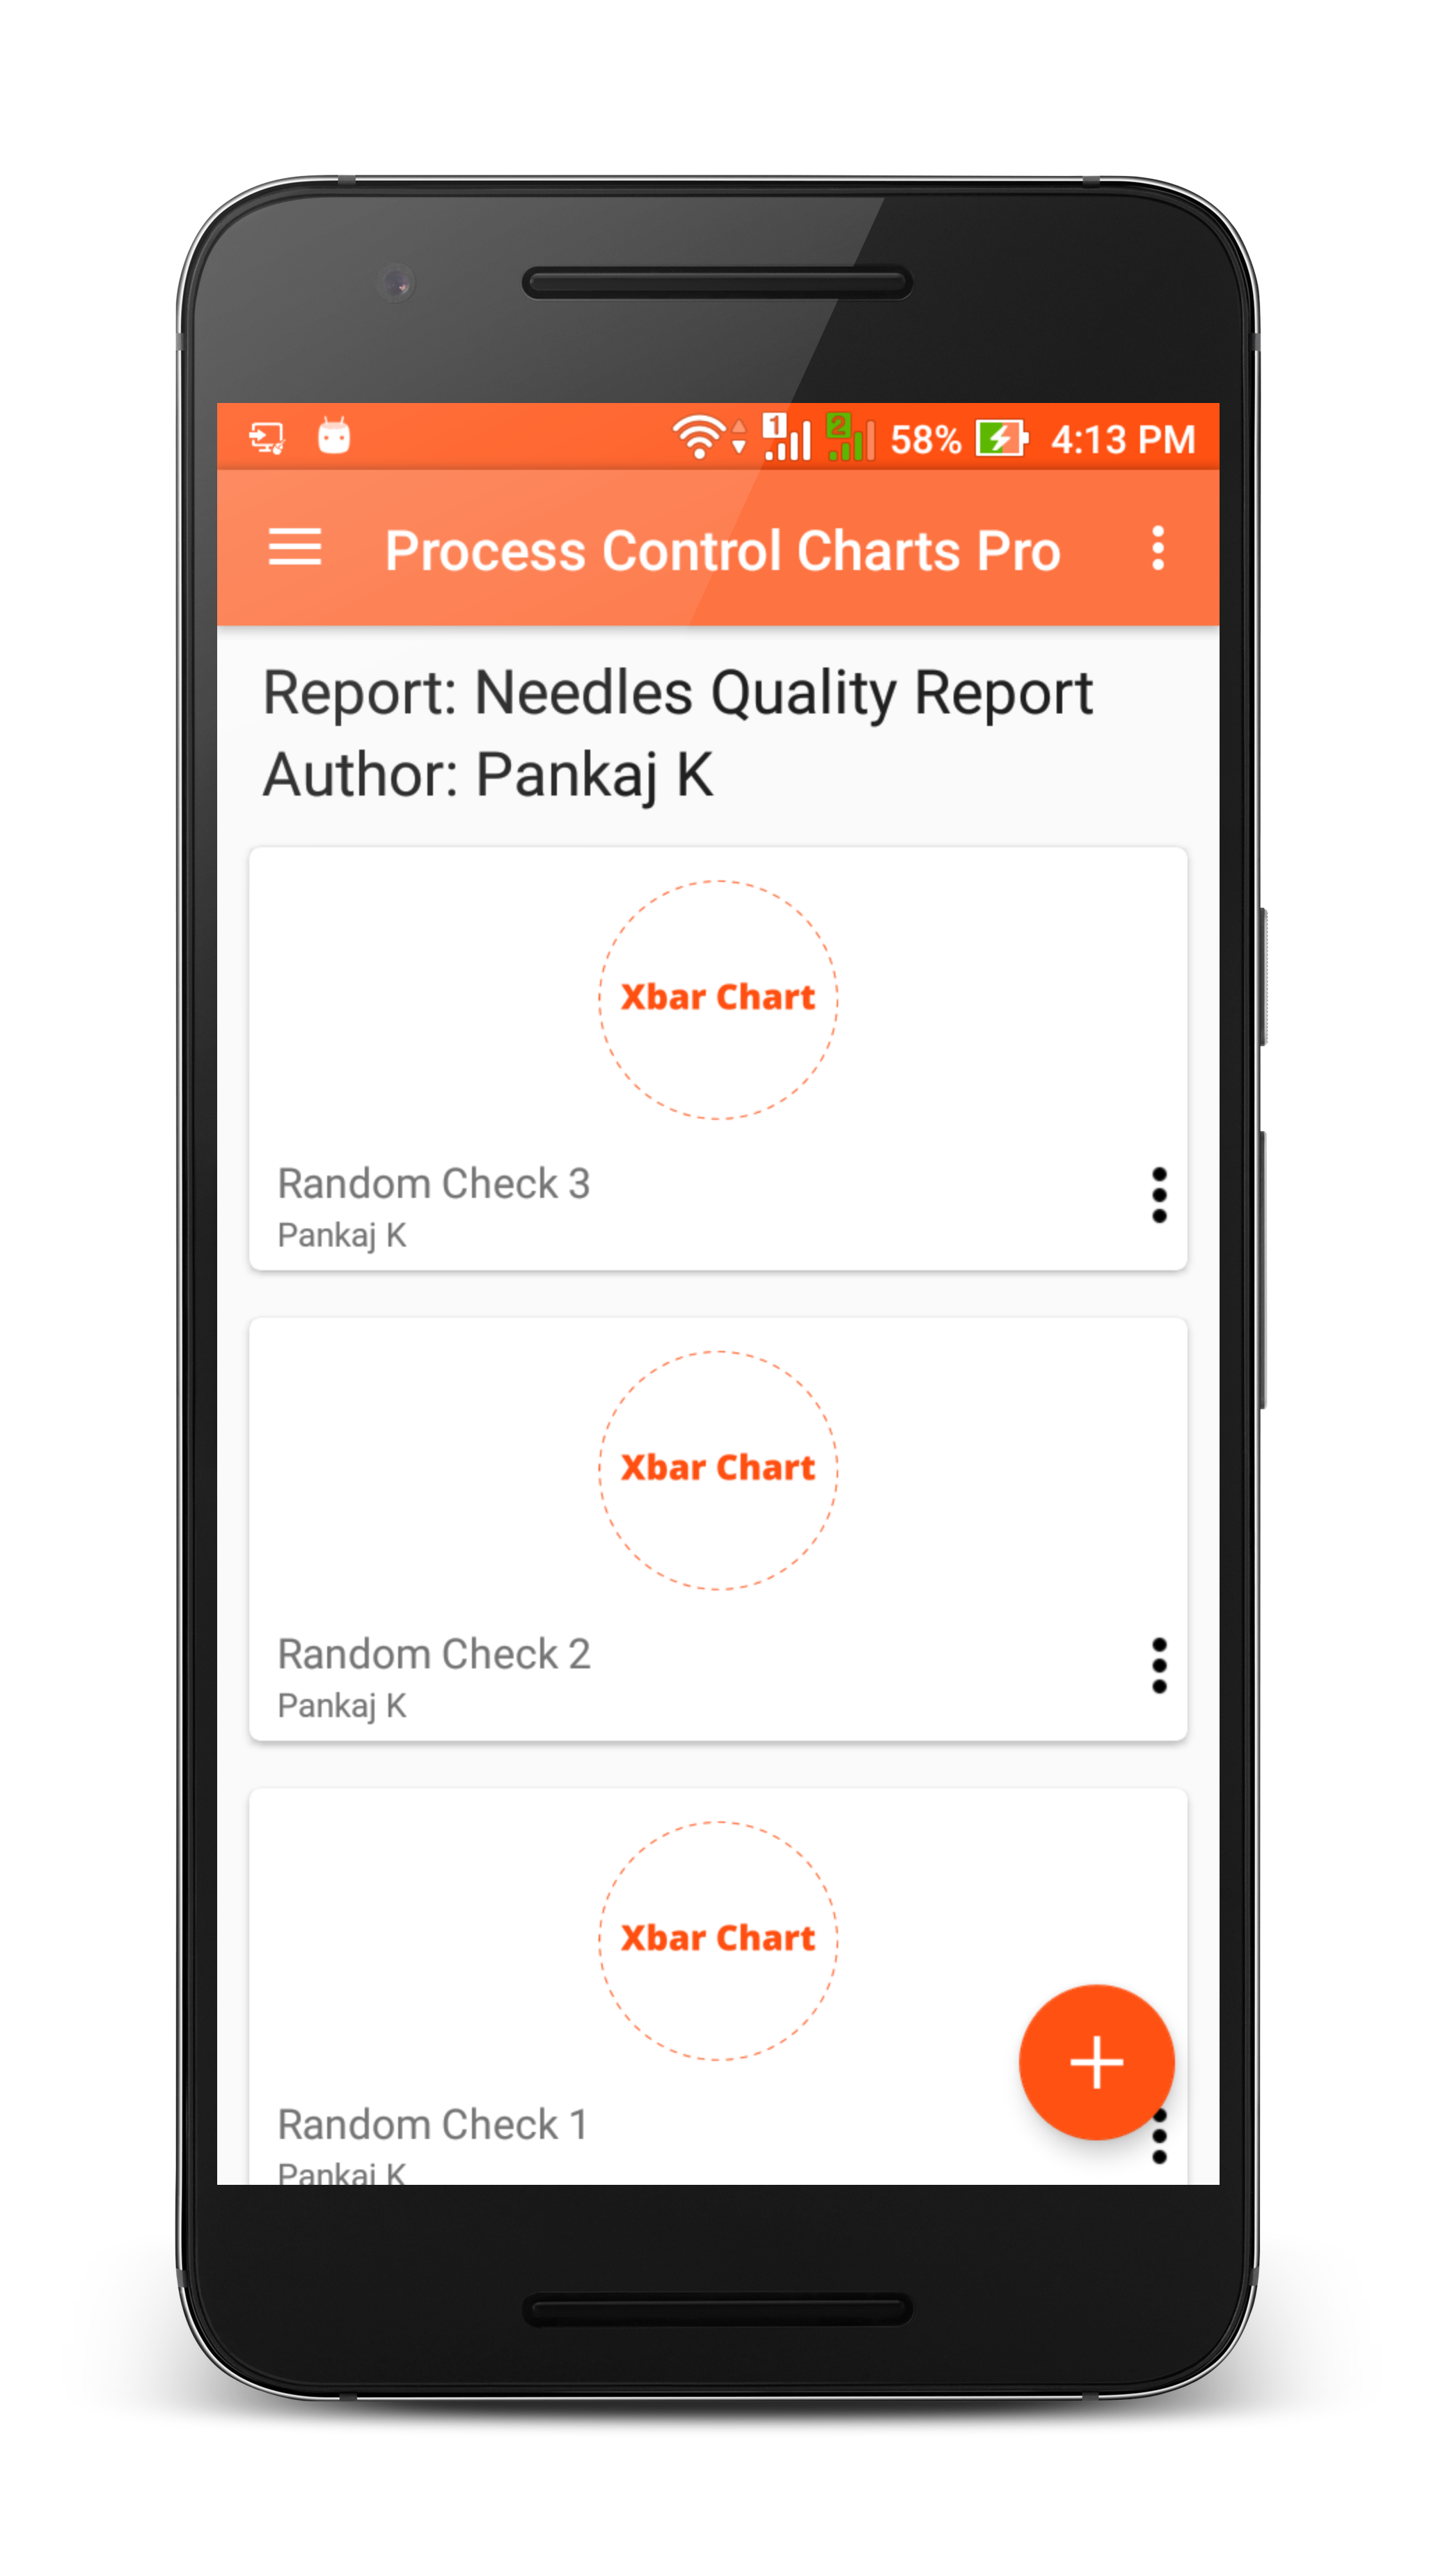 1 2 58% 4:13 PM
Process Control Charts Pro
Report: Needles Quality Report
Author: Pankaj K
Xbar Chart
Random Check 3
Pankaj K
Xbar Chart
Random Check 2
Pankaj K
Xbar Chart
Random Check 1
Pankaj K